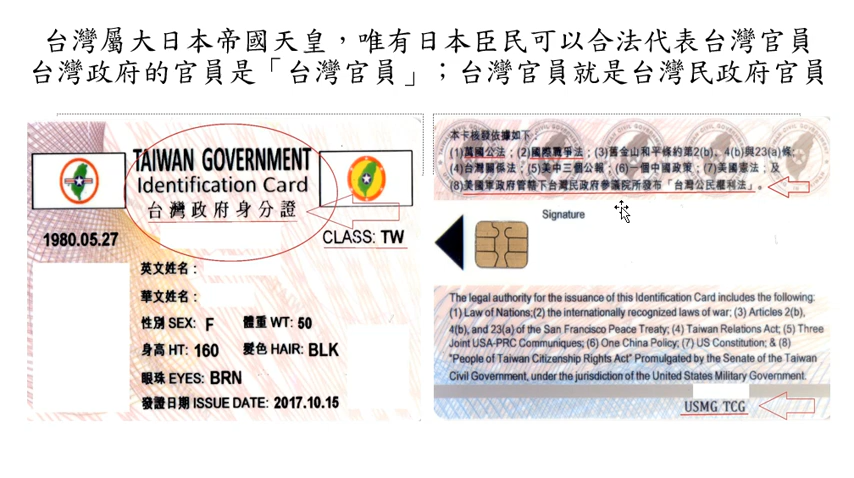 台灣屬大日本帝國天皇，唯有日本臣民可以合法代表台灣官員
台灣政府的官員是「台灣官員」；台灣官員就是台灣民政府官員
TAIWAN GOVERNMENT
Identification Card
台灣政府身分證
1980.05.27
CLASS: TW
英文姓名:
華文姓名:
性別 SEX: F 體重 WT: 50
身高 HT: 160 髮色 HAIR: BLK
眼珠 EYES: BRN
發證日期 ISSUE DATE: 2017.10.15
本卡核發依據如下：
(1)萬國公法；(2)國際戰爭法；(3)舊金山和平條約第2(b)、4(b)與23(a)條;
(4)台灣關係法；(5)美中三個公報；(6)一個中國政策；(7)美國憲法；及
(8)美國軍政府管轄下台灣民政府參議院所發布「台灣公民權利法」。
Signature
The legal authority for the issuance of this Identification Card includes the following:
(1) Law of Nations;(2) the internationally recognized laws of war; (3) Articles 2(b),
4(b), and 23(a) of the San Francisco Peace Treaty; (4) Taiwan Relations Act; (5) Three
Joint USA-PRC Communiques; (6) One China Policy; (7) US Constitution; & (8)
"People of Taiwan Citizenship Rights Act" Promulgated by the Senate of the Taiwan
Civil Government, under the jurisdiction of the United States Military Government.
USMG TCG